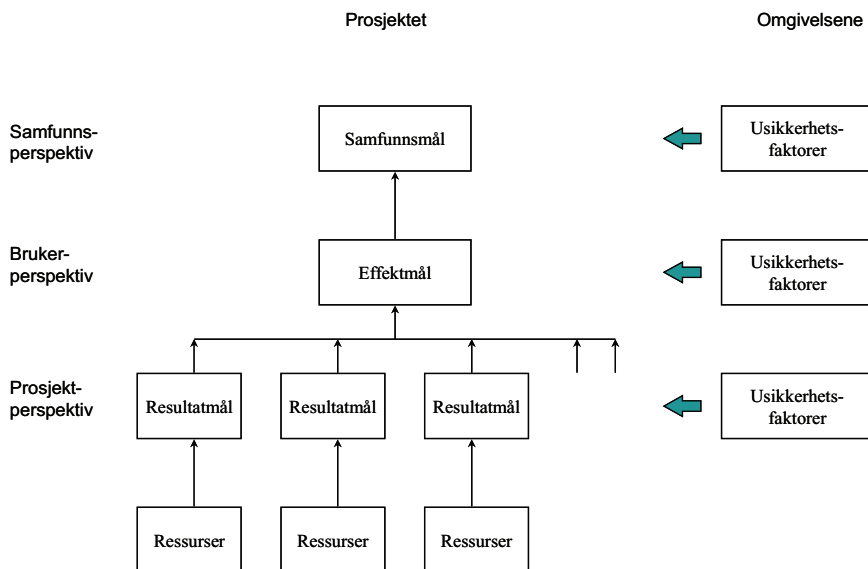 Prosjektet
Omgivelsene
Samfunns-
perspektiv
Samfunnsmål
Usikkerhets-
faktorer
Bruker-
perspektiv
Effektmål
Usikkerhets-
faktorer
Prosjekt-
perspektiv
Resultatmål
Resultatmål
Resultatmål
Usikkerhets-
faktorer
Ressurser
Ressurser
Ressurser